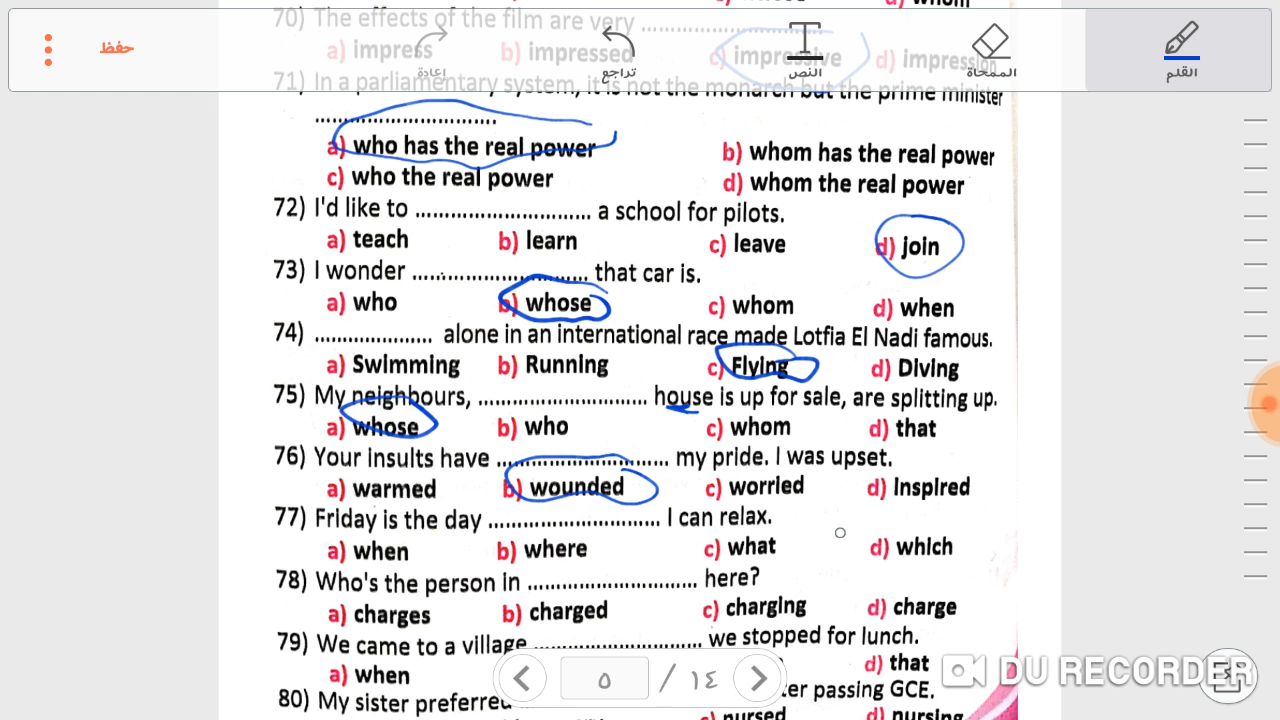 d) whom
70) The effects of the film are very ..............................
a) impress b) impressed c) impressive d) impression
حفظ
إعادة تراجع النص الممحاة القلم
71) In a parliamentary system, it is not the monarch but the prime minister
..............................
a) who has the real power b) whom has the real power
c) who the real power d) whom the real power
72) I'd like to .............................. a school for pilots.
a) teach b) learn c) leave d) join
73) I wonder .............................. that car is.
a) who b) whose c) whom d) when
74) ..................... alone in an international race made Lotfia El Nadi famous.
a) Swimming b) Running c) Flying d) Diving
75) My neighbours, .............................. house is up for sale, are splitting up.
a) whose b) who c) whom d) that
76) Your insults have .............................. my pride. I was upset.
a) warmed b) wounded c) worried d) Inspired
77) Friday is the day .............................. I can relax.
a) when b) where c) what d) which
78) Who's the person in .............................. here?
a) charges b) charged c) charging d) charge
79) We came to a village .............................. we stopped for lunch.
a) when d) that
٥ / ١٤
DU RECORDER
80) My sister preferred passing GCE.
c) nursed d) nursing